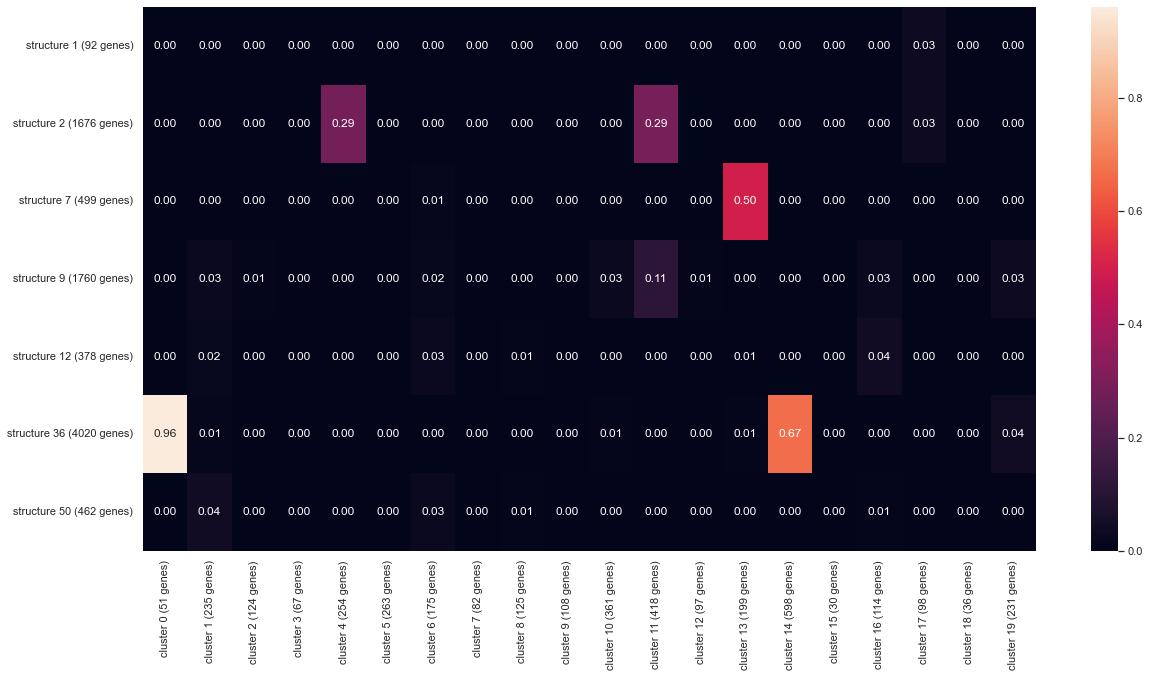 structure 1 (92 genes) 0.00 0.00 0.00 0.00 0.00 0.00 0.00 0.00 0.00 0.00 0.00 0.00 0.00 0.00 0.00 0.00 0.00 0.03 0.00 0.00
0.8
structure 2 (1676 genes) 0.00 0.00 0.00 0.00 0.29 0.00 0.00 0.00 0.00 0.00 0.00 0.29 0.00 0.00 0.00 0.00 0.00 0.03 0.00 0.00
structure 7 (499 genes) 0.00 0.00 0.00 0.00 0.00 0.00 0.01 0.00 0.00 0.00 0.00 0.00 0.00 0.50 0.00 0.00 0.00 0.00 0.00 0.00
0.6
structure 9 (1760 genes) 0.00 0.03 0.01 0.00 0.00 0.00 0.02 0.00 0.00 0.00 0.03 0.11 0.01 0.00 0.00 0.00 0.03 0.00 0.00 0.03
0.4
structure 12 (378 genes) 0.00 0.02 0.00 0.00 0.00 0.00 0.03 0.00 0.01 0.00 0.00 0.00 0.00 0.01 0.00 0.00 0.04 0.00 0.00 0.00
structure 36 (4020 genes) 0.96 0.01 0.00 0.00 0.00 0.00 0.00 0.00 0.00 0.00 0.01 0.00 0.00 0.01 0.67 0.00 0.00 0.00 0.00 0.04
0.2
structure 50 (462 genes) 0.00 0.04 0.00 0.00 0.00 0.00 0.03 0.00 0.01 0.00 0.00 0.00 0.00 0.00 0.00 0.00 0.01 0.00 0.00 0.00
0.0
cluster 0 (51 genes)
cluster 1 (235 genes)
cluster 2 (124 genes)
cluster 3 (67 genes)
cluster 4 (254 genes)
cluster 5 (263 genes)
cluster 6 (175 genes)
cluster 7 (82 genes)
cluster 8 (125 genes)
cluster 9 (108 genes)
cluster 10 (361 genes)
cluster 11 (418 genes)
cluster 12 (97 genes)
cluster 13 (199 genes)
cluster 14 (598 genes)
cluster 15 (30 genes)
cluster 16 (114 genes)
cluster 17 (98 genes)
cluster 18 (36 genes)
cluster 19 (231 genes)